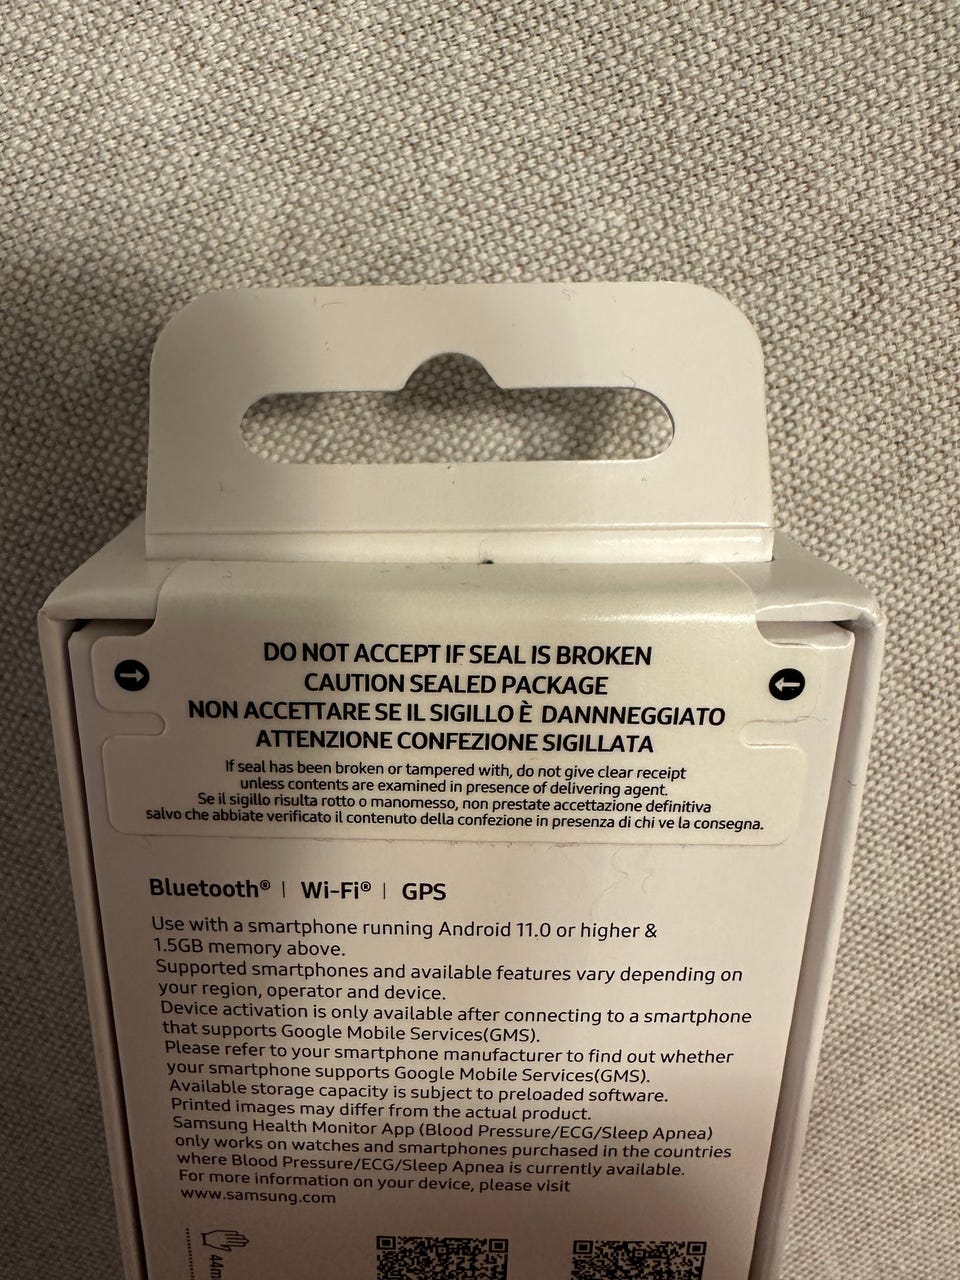 DO NOT ACCEPT IF SEAL IS BROKEN
CAUTION SEALED PACKAGE
NON ACCETTARE SE IL SIGILLO È DANNNEGGIATO
ATTENZIONE CONFEZIONE SIGILLATA
If seal has been broken or tampered with, do not give clear receipt
unless contents are examined in presence of delivering agent.
Se il sigillo risulta rotto o manomesso, non prestate accettazione definitiva
salvo che abbiate verificato il contenuto della confezione in presenza di chi ve la consegna.
Bluetooth® | Wi-Fi® | GPS
Use with a smartphone running Android 11.0 or higher &
1.5GB memory above.
Supported smartphones and available features vary depending on
your region, operator and device.
Device activation is only available after connecting to a smartphone
that supports Google Mobile Services(GMS).
Please refer to your smartphone manufacturer to find out whether
your smartphone supports Google Mobile Services(GMS).
Available storage capacity is subject to preloaded software.
Printed images may differ from the actual product.
Samsung Health Monitor App (Blood Pressure/ECG/Sleep Apnea)
only works on watches and smartphones purchased in the countries
where Blood Pressure/ECG/Sleep Apnea is currently available.
For more information on your device, please visit
www.samsung.com